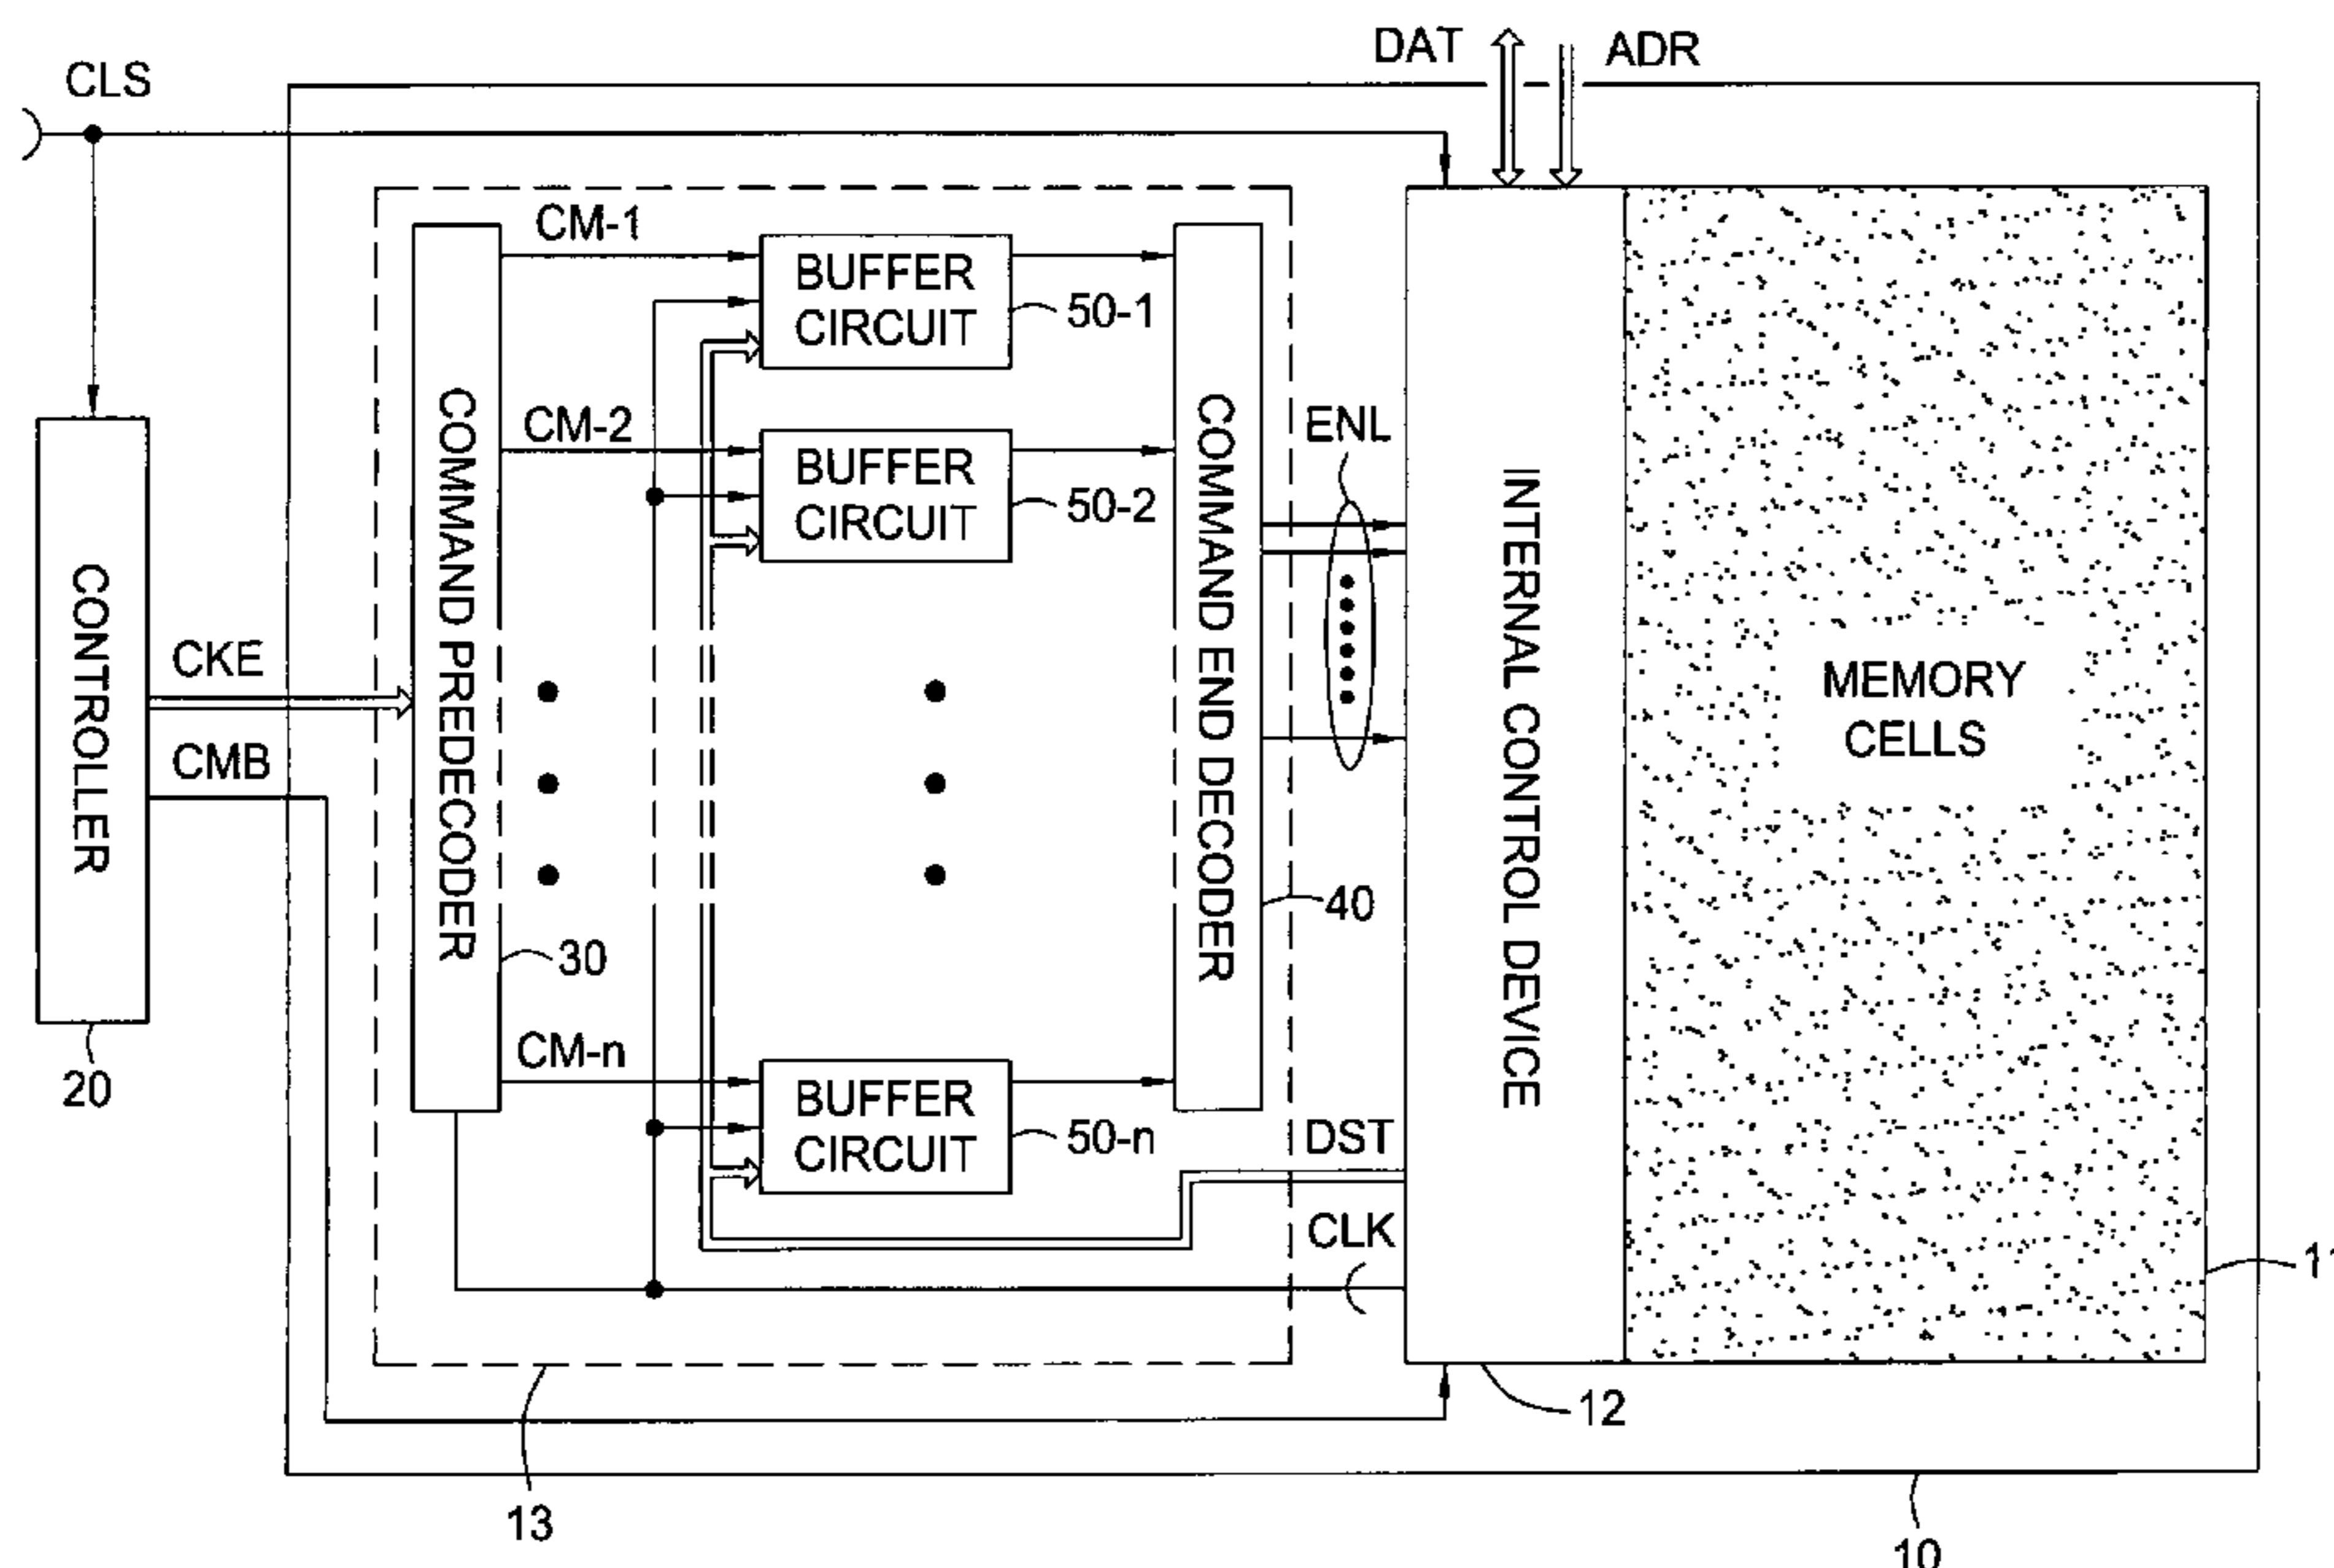 DAT
ADR
CLS
CM-1
BUFFER
CIRCUIT
50-1
CM-2
BUFFER
CIRCUIT
50-2
ENL
COMMAND PREDECODER
COMMAND END DECODER
INTERNAL CONTROL DEVICE
MEMORY
CELLS
CONTROLLER
CKE
CMB
40
30
20
CM-n
BUFFER
CIRCUIT
50-n
DST
CLK
12
13
10